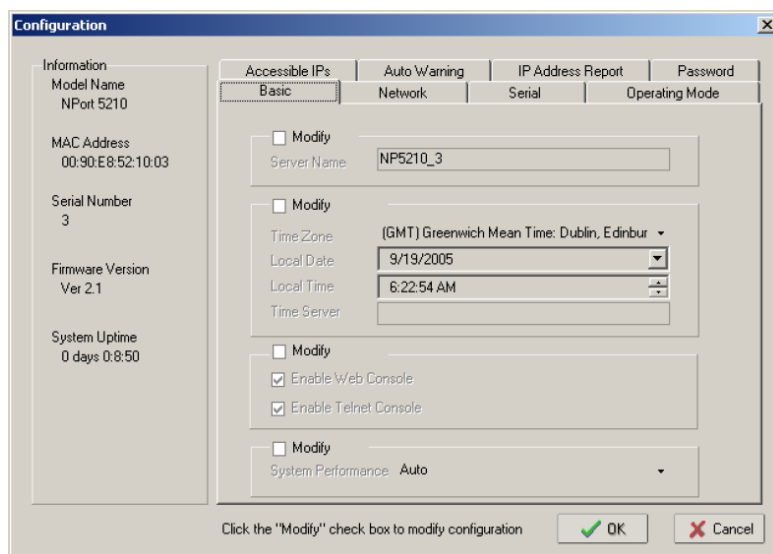 Configuration
Information
Model Name
NPort 5210
MAC Address
00:90:E8:52:10:03
Serial Number
3
Firmware Version
Ver 2.1
System Uptime
0 days 0:8:50
Accessible IPs
Auto Warning
IP Address Report
Password
Basic
Network
Serial
Operating Mode
Modify
Server Name
NP5210_3
Modify
Time Zone
(GMT) Greenwich Mean Time: Dublin, Edinbur
Local Date
9/19/2005
Local Time
6:22:54 AM
Time Server
Modify
Enable Web Console
Enable Telnet Console
Modify
System Performance
Auto
Click the "Modify" check box to modify configuration
OK
Cancel